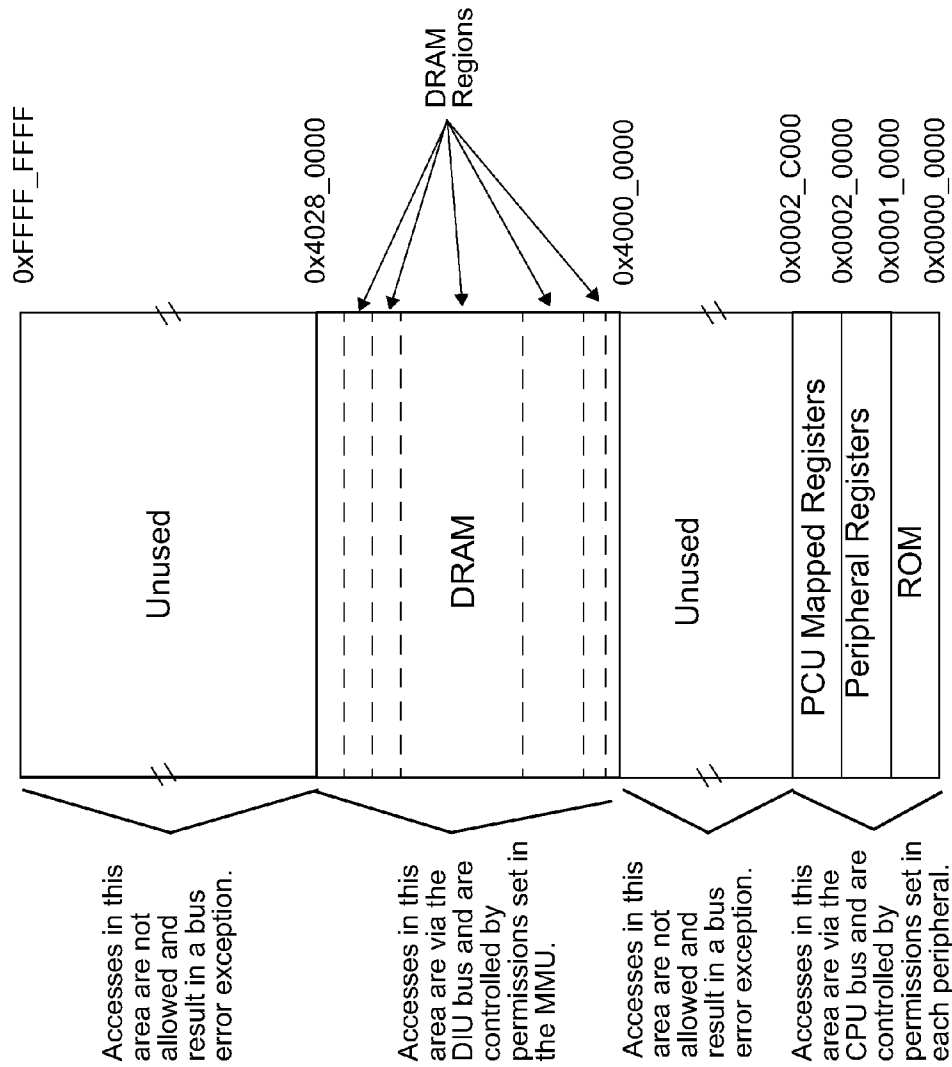 0xFFFF_FFFF
Unused
Accesses in this
area are not
allowed and
result in a bus
error exception.
0x4028_0000
DRAM
Regions
DRAM
Accesses in this
area are via the
DIU bus and are
controlled by
permissions set in
the MMU.
0x4000_0000
Unused
Accesses in this
area are not
allowed and
result in a bus
error exception.
0x0002_C000
PCU Mapped Registers
0x0002_0000
Peripheral Registers
0x0001_0000
ROM
0x0000_0000
Accesses in this
area are via the
CPU bus and are
controlled by
permissions set in
each peripheral.